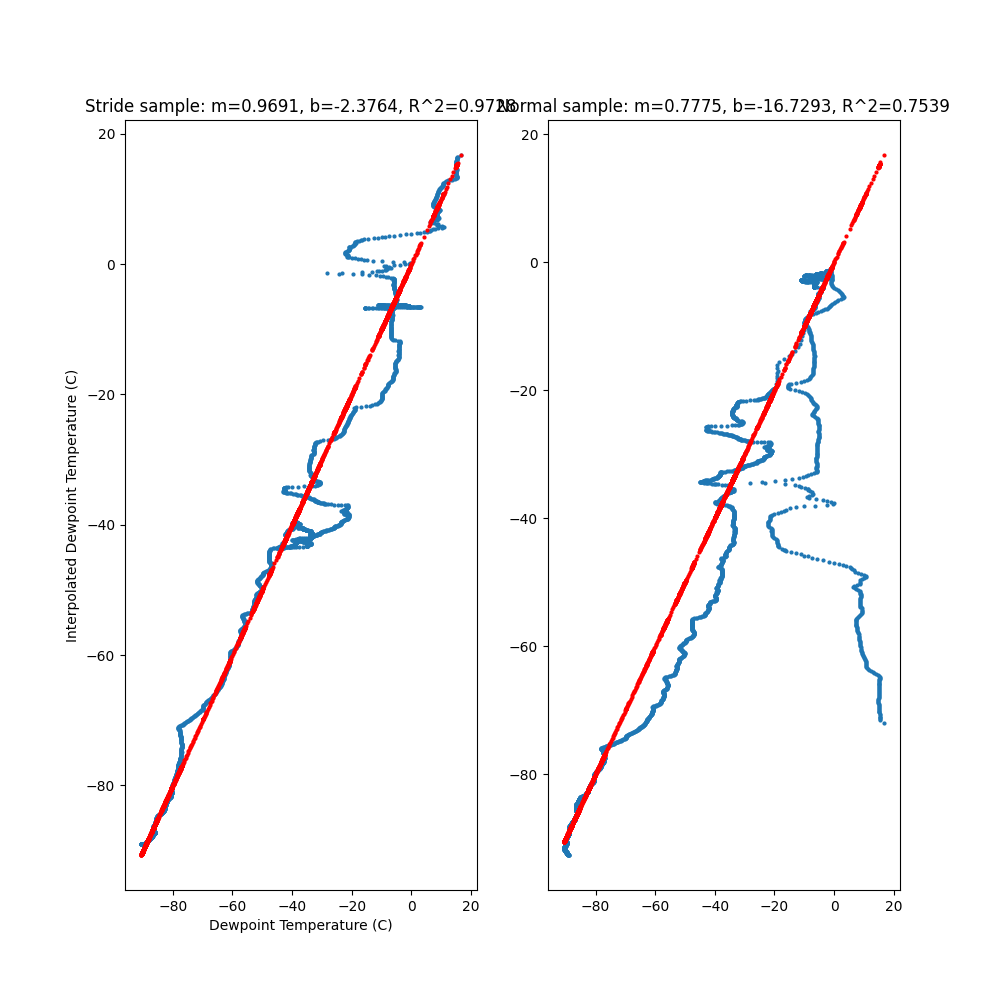 Stride sample: m=0.9691, b=-2.3764, R^2=0.9728
Normal sample: m=0.7775, b=-16.7293, R^2=0.7539
20
0
−20
−40
−60
−80
Interpolated Dewpoint Temperature (C)
−80 −60 −40 −20 0 20
Dewpoint Temperature (C)
20
0
−20
−40
−60
−80
−80 −60 −40 −20 0 20